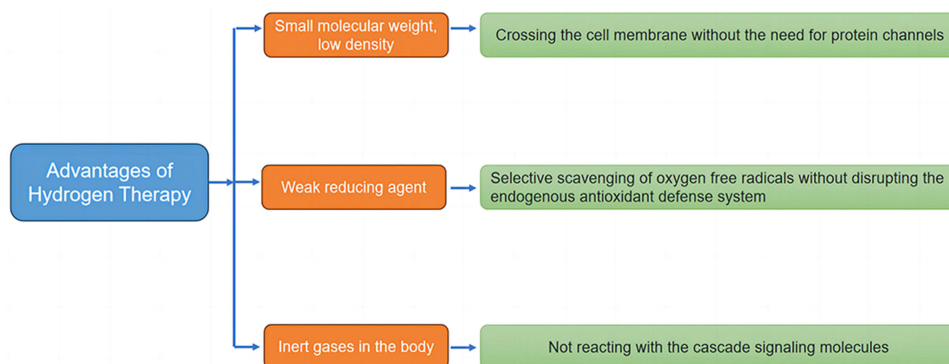 Small molecular weight,
low density
Crossing the cell membrane without the need for protein channels
Advantages of
Hydrogen Therapy
Weak reducing agent
Selective scavenging of oxygen free radicals without disrupting the
endogenous antioxidant defense system
Inert gases in the body
Not reacting with the cascade signaling molecules